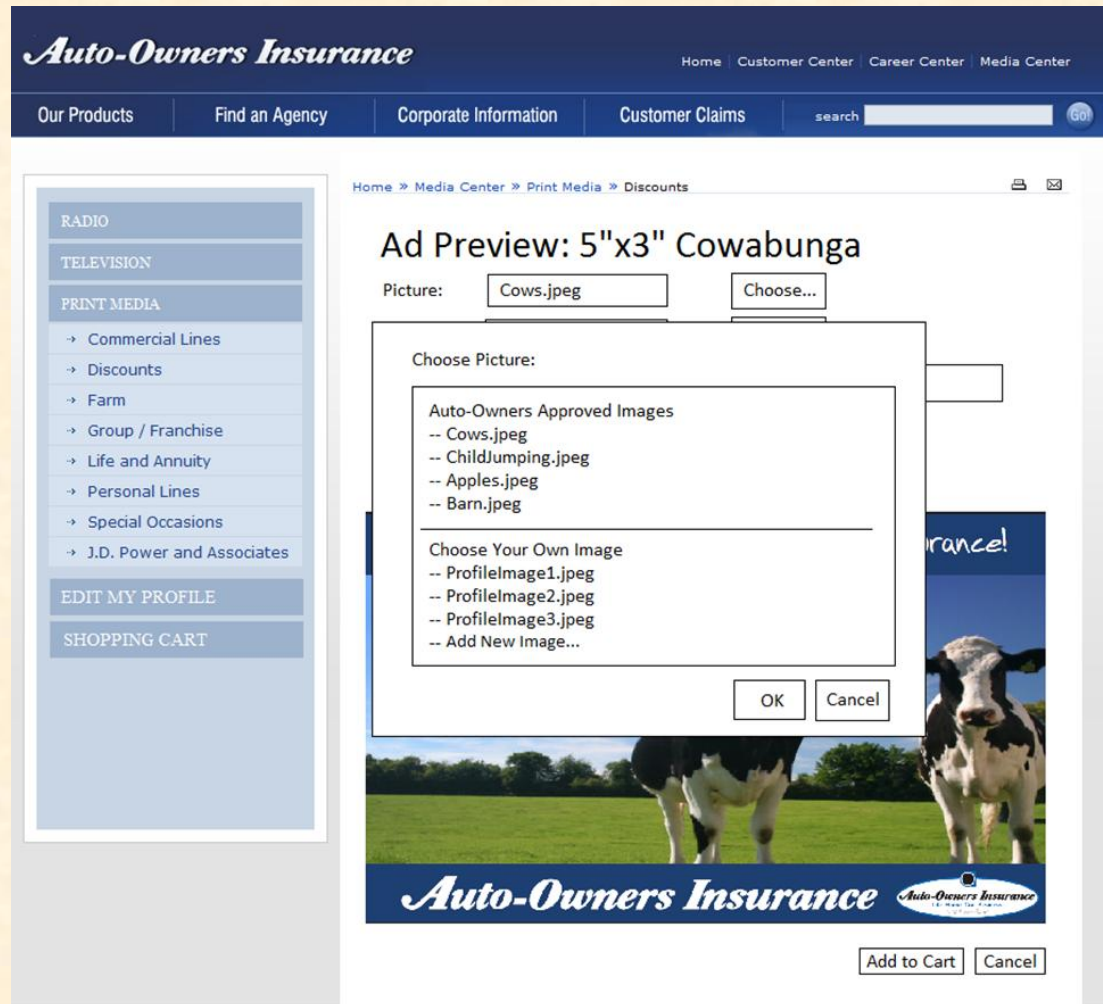 Auto-Owners Insurance
Home Customer Center Career Center Media Center
Our Products Find an Agency Corporate Information Customer Claims search Go!
Home » Media Center » Print Media » Discounts
RADIO
TELEVISION
PRINT MEDIA
Commercial Lines
Discounts
Farm
Group / Franchise
Life and Annuity
Personal Lines
Special Occasions
J.D. Power and Associates
EDIT MY PROFILE
SHOPPING CART
Ad Preview: 5"x3" Cowabunga
Picture: Cows.jpeg Choose...
Choose Picture:
Auto-Owners Approved Images
-- Cows.jpeg
-- ChildJumping.jpeg
-- Apples.jpeg
-- Barn.jpeg
Choose Your Own Image
-- ProfileImage1.jpeg
-- ProfileImage2.jpeg
-- ProfileImage3.jpeg
-- Add New Image...
OK Cancel
rance!
Auto-Owners Insurance
Auto-Owners Insurance
Add to Cart Cancel